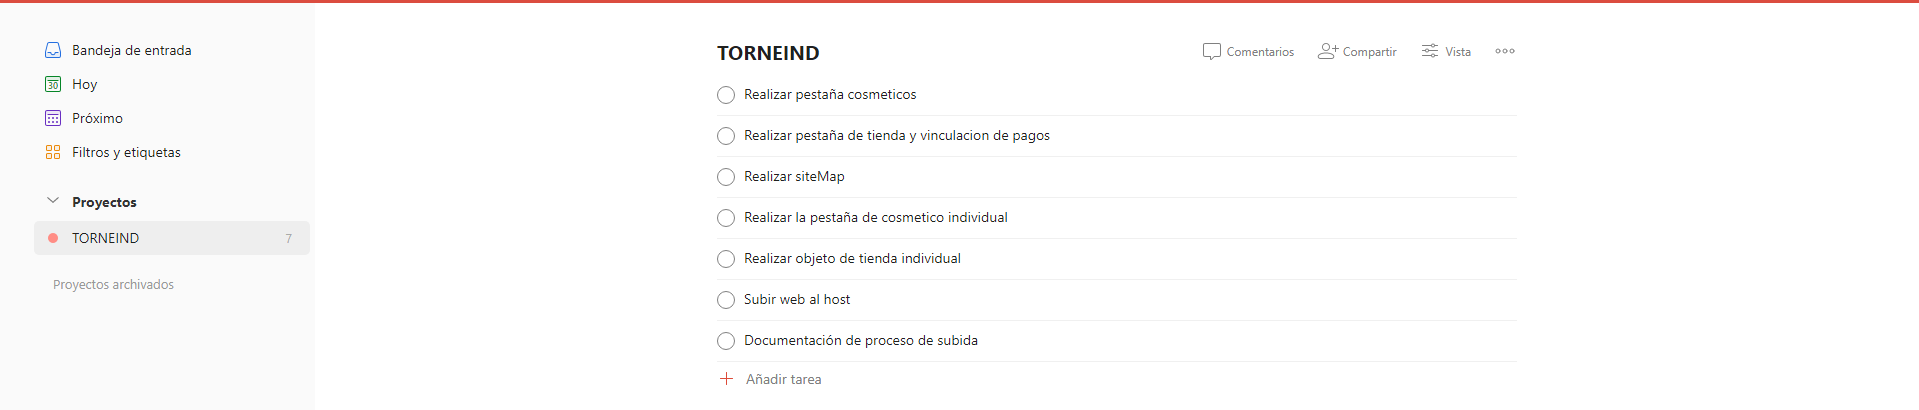 Bandeja de entrada
30 Hoy
Próximo
Filtros y etiquetas
Proyectos
TORNEIND 7
Proyectos archivados
TORNEIND
Comentarios Compartir Vista
Realizar pestaña cosmeticos
Realizar pestaña de tienda y vinculacion de pagos
Realizar siteMap
Realizar la pestaña de cosmetico individual
Realizar objeto de tienda individual
Subir web al host
Documentación de proceso de subida
Añadir tarea